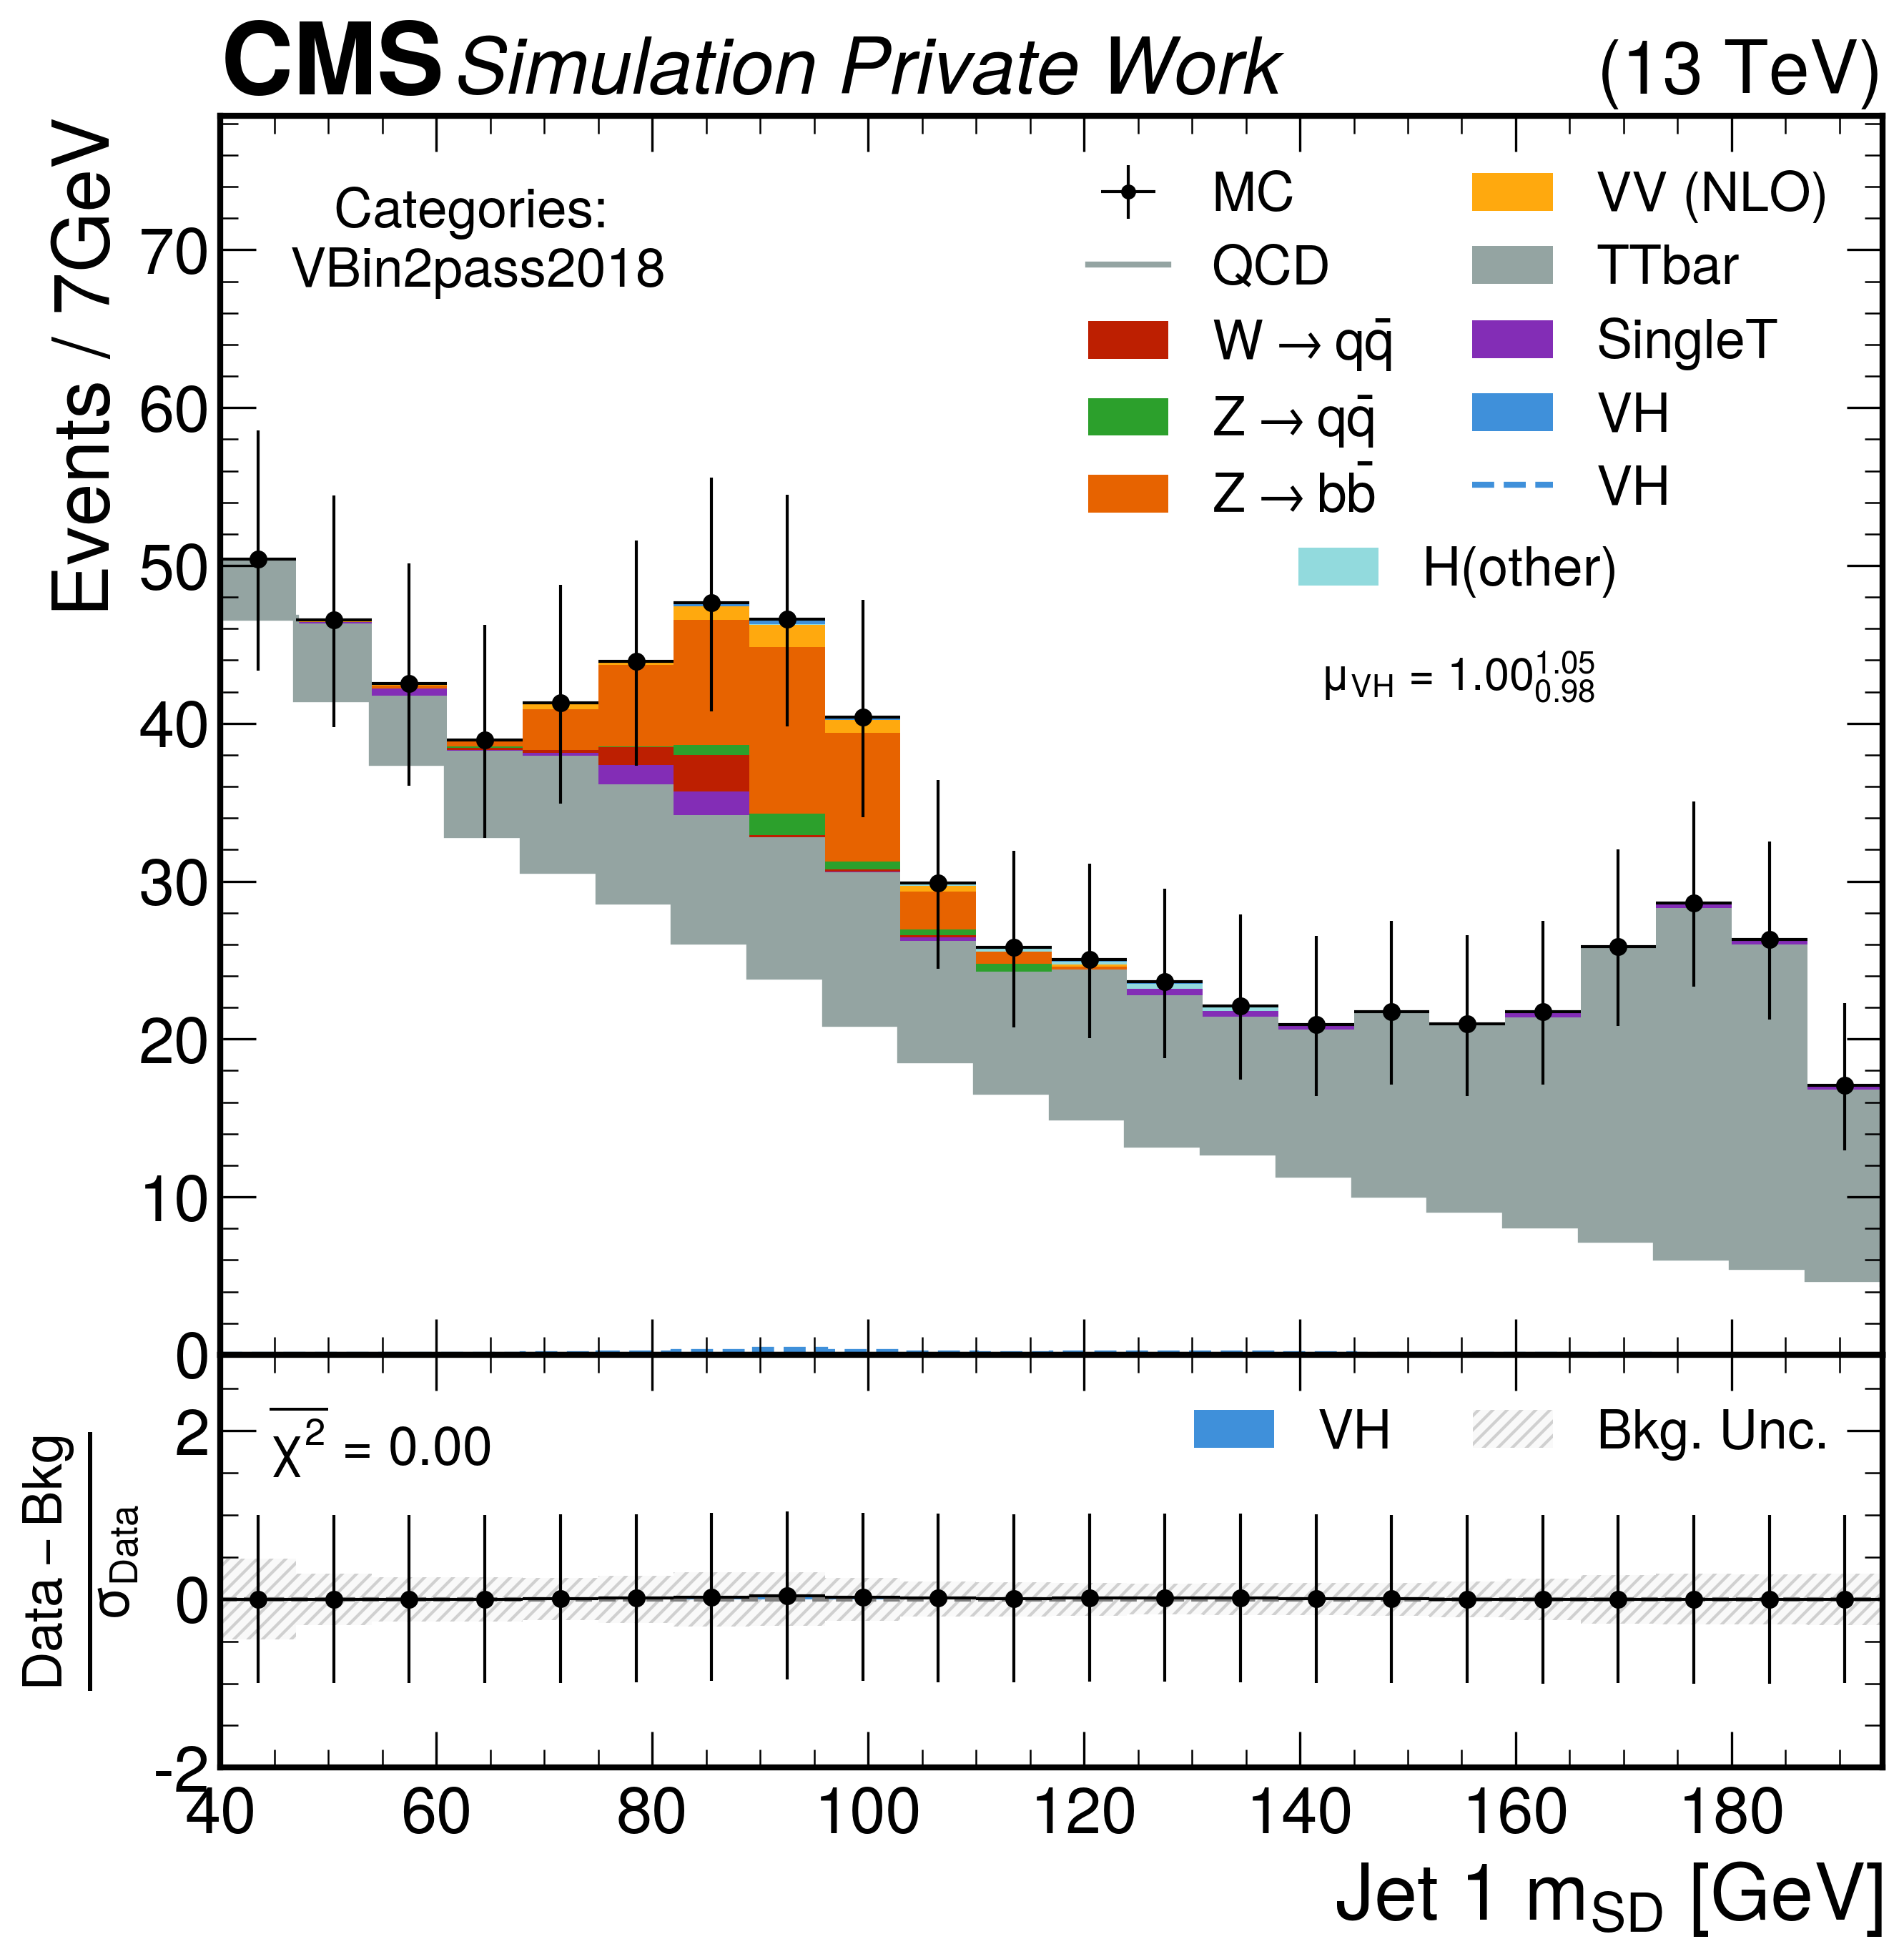 CMS Simulation Private Work (13 TeV)
Events / 7GeV
Categories:
VBin2pass2018
MC
QCD
W → qq̄
Z → qq̄
Z → bb̄
VV (NLO)
TTbar
SingleT
VH
VH
H(other)
μ_VH = 1.00^1.05_0.98
70
60
50
40
30
20
10
0
Data − Bkg
σ_Data
χ² = 0.00
VH
Bkg. Unc.
2
0
-2
40 60 80 100 120 140 160 180
Jet 1 m_SD [GeV]